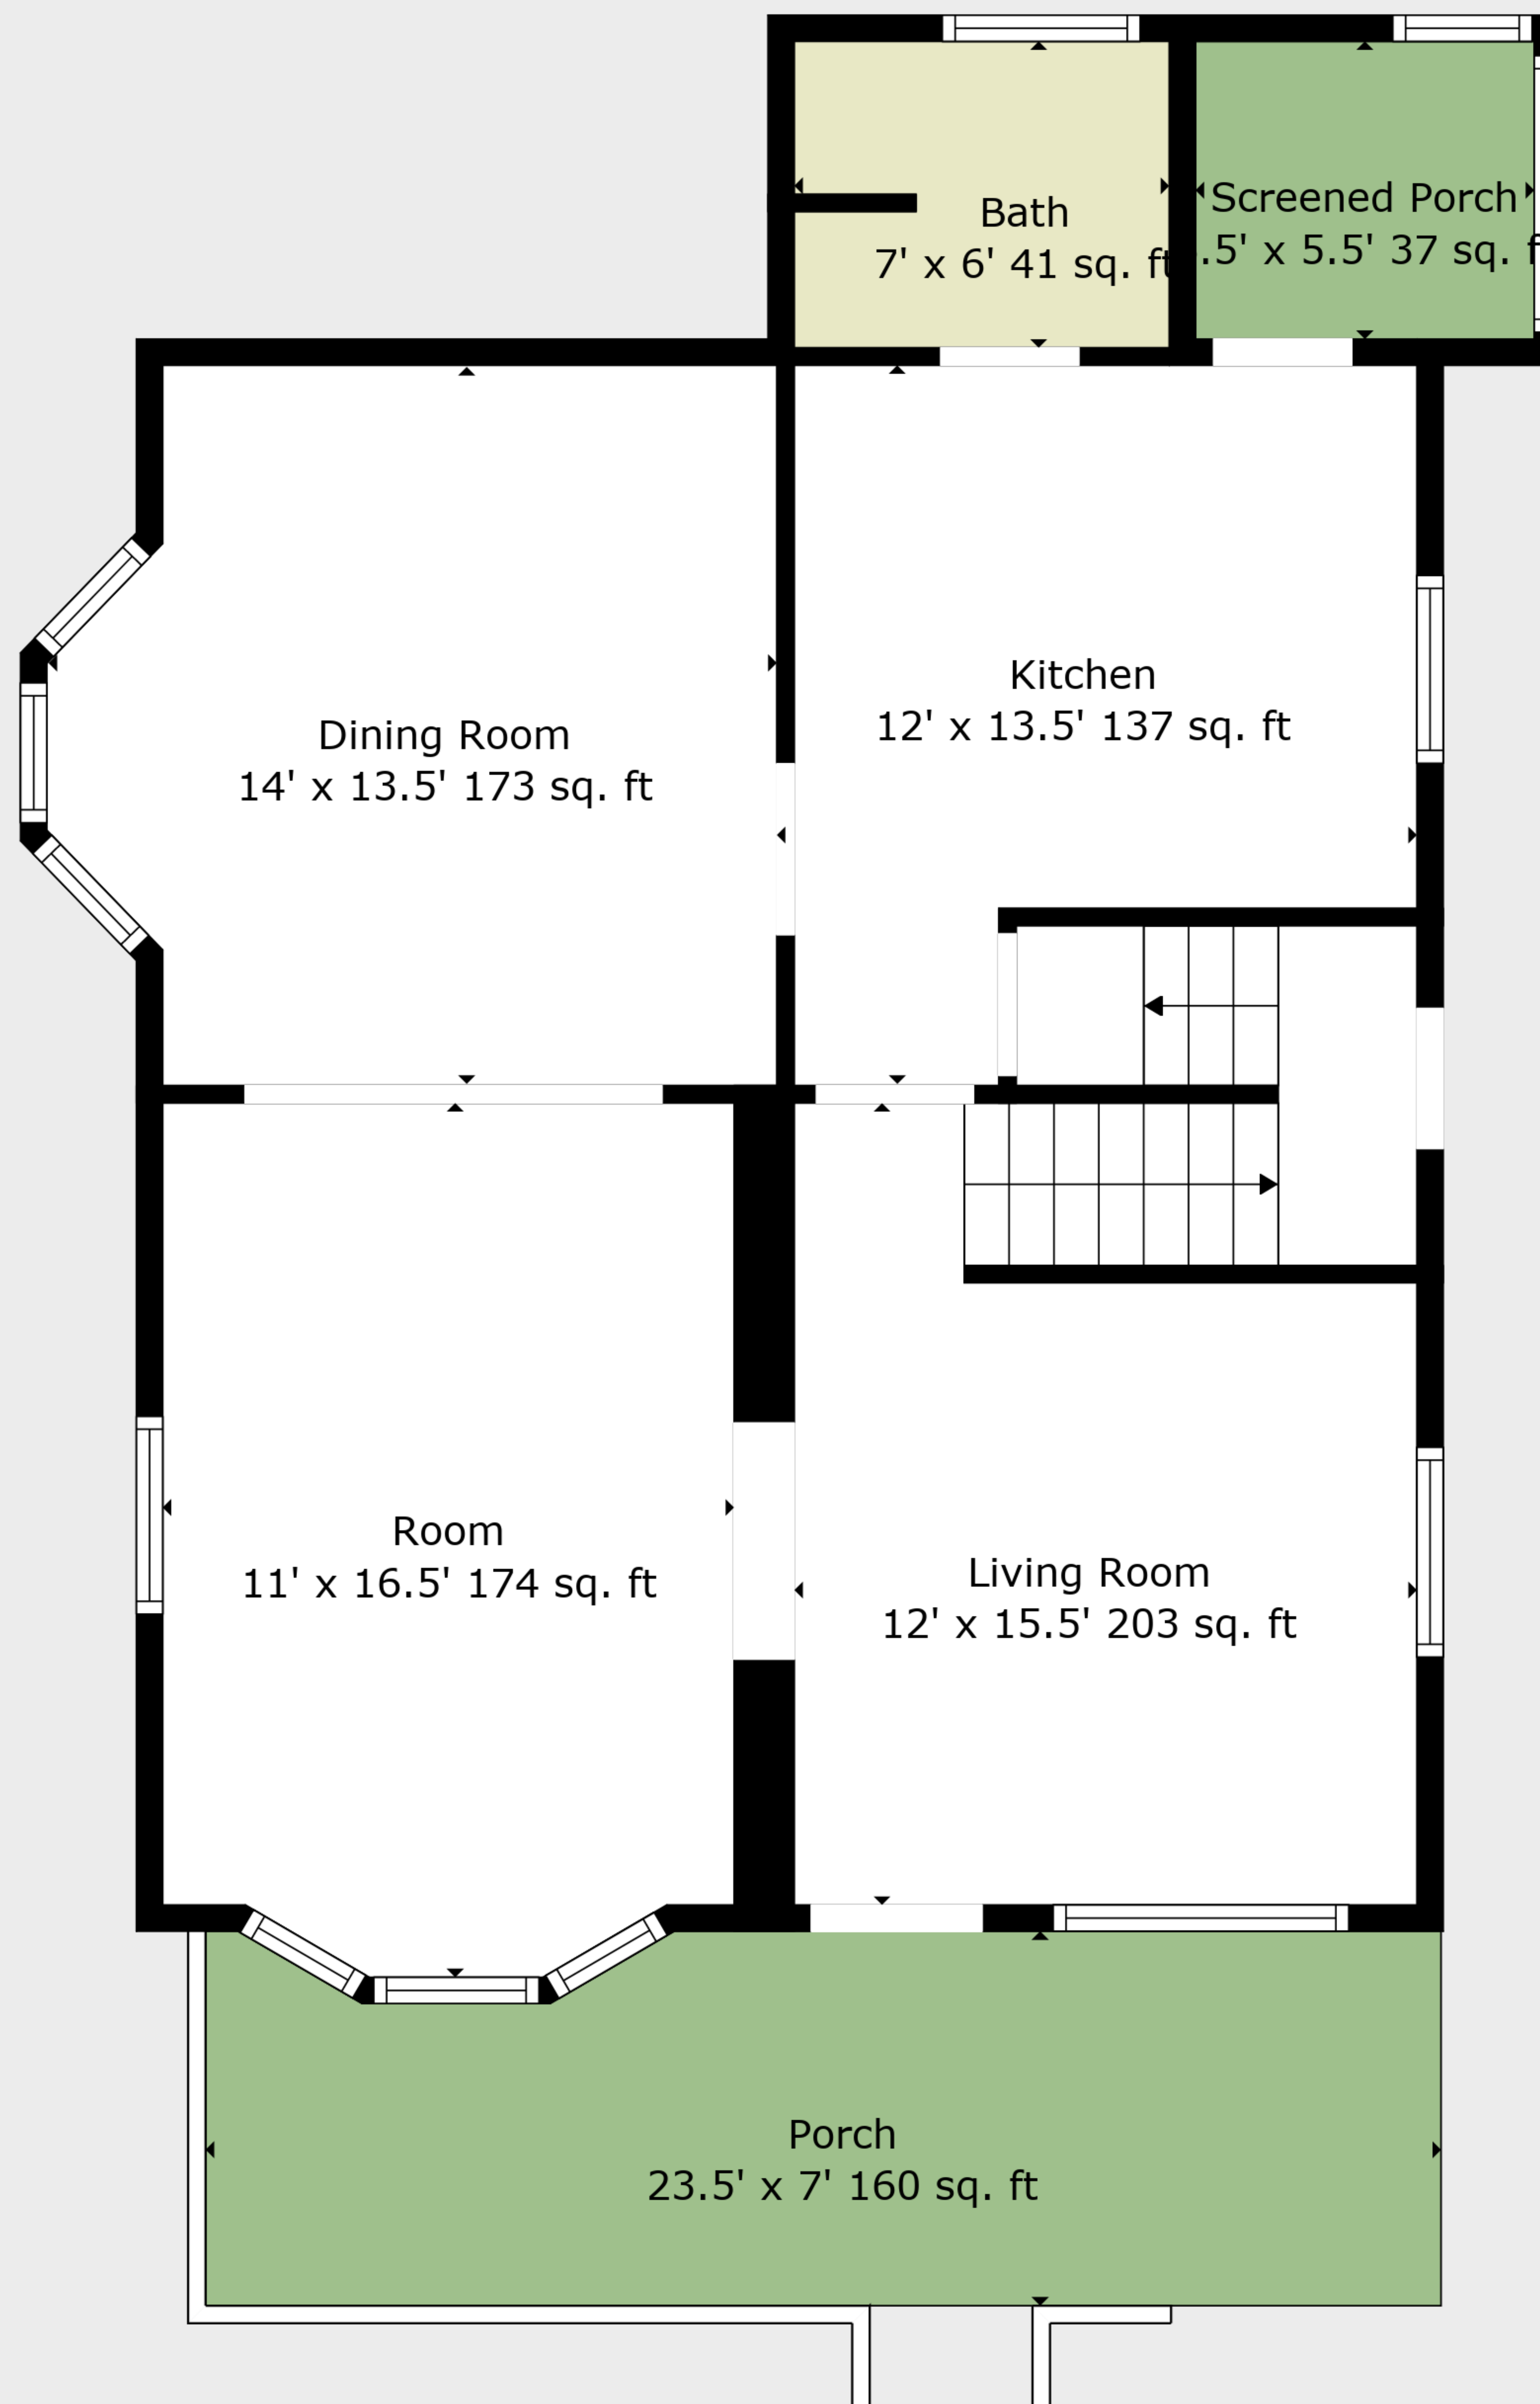 Bath
7' x 6' 41 sq. ft
Screened Porch
.5' x 5.5' 37 sq. f
Kitchen
12' x 13.5' 137 sq. ft
Dining Room
14' x 13.5' 173 sq. ft
Room
11' x 16.5' 174 sq. ft
Living Room
12' x 15.5' 203 sq. ft
Porch
23.5' x 7' 160 sq. ft